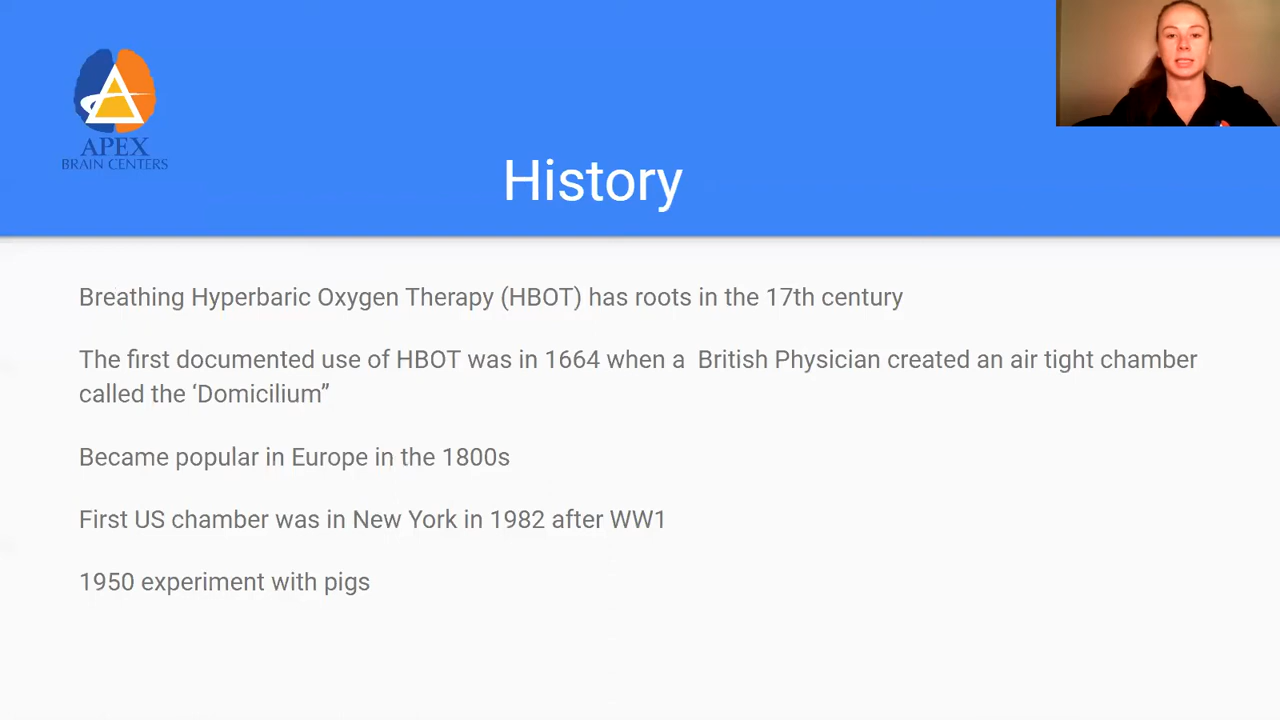 APEX
BRAIN CENTERS
History
Breathing Hyperbaric Oxygen Therapy (HBOT) has roots in the 17th century
The first documented use of HBOT was in 1664 when a  British Physician created an air tight chamber
called the ‘Domicilium”
Became popular in Europe in the 1800s
First US chamber was in New York in 1982 after WW1
1950 experiment with pigs